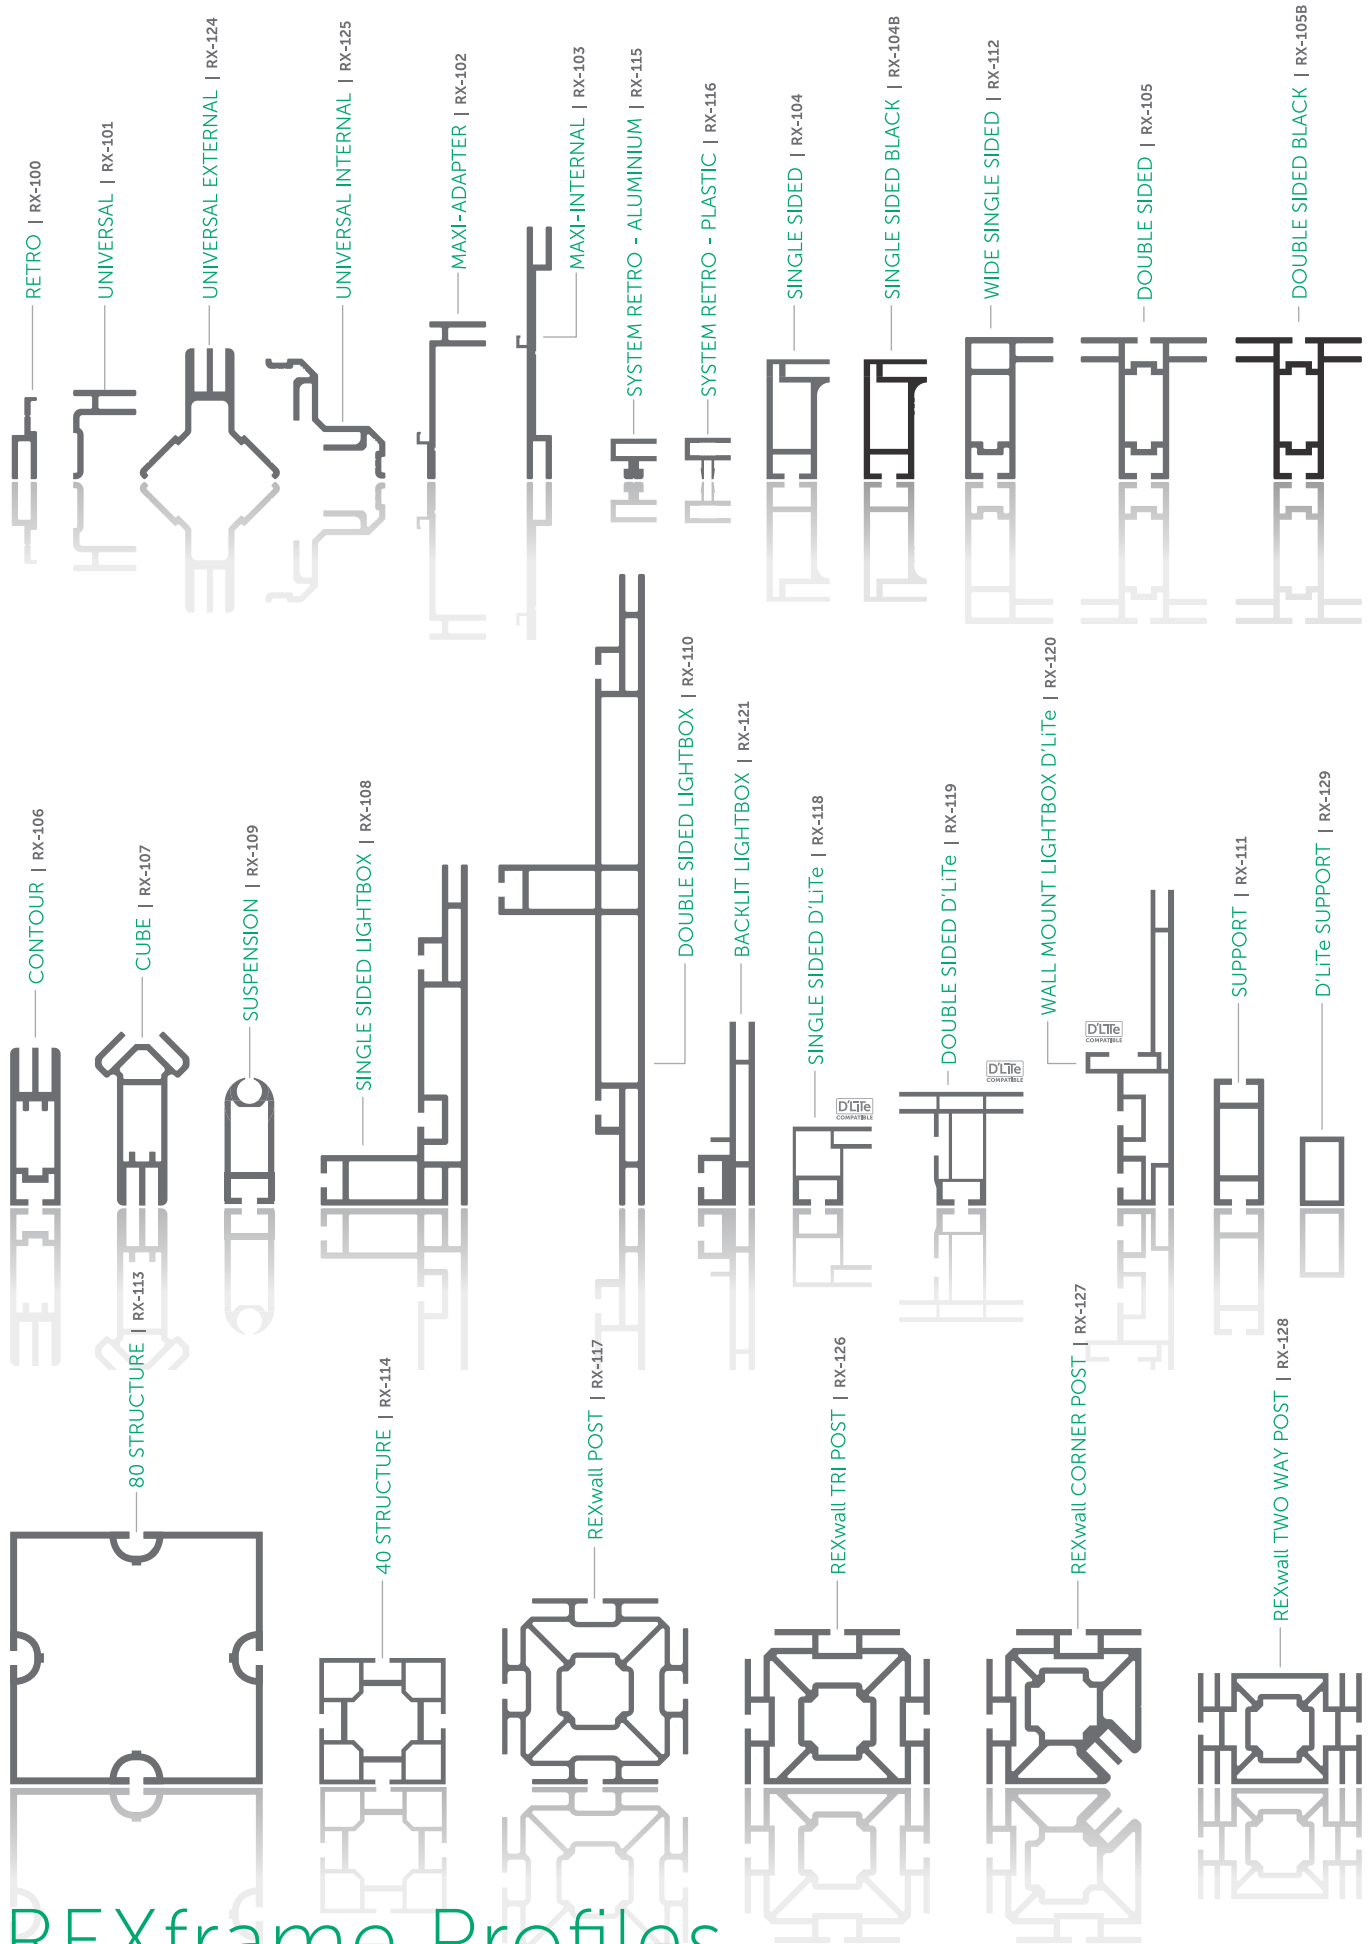 RETRO | RX-100
UNIVERSAL | RX-101
UNIVERSAL EXTERNAL | RX-124
UNIVERSAL INTERNAL | RX-125
MAXI-ADAPTER | RX-102
MAXI-INTERNAL | RX-103
SYSTEM RETRO - ALUMINIUM | RX-115
SYSTEM RETRO - PLASTIC | RX-116
SINGLE SIDED | RX-104
SINGLE SIDED BLACK | RX-104B
WIDE SINGLE SIDED | RX-112
DOUBLE SIDED | RX-105
DOUBLE SIDED BLACK | RX-105B
CONTOUR | RX-106
CUBE | RX-107
SUSPENSION | RX-109
SINGLE SIDED LIGHTBOX | RX-108
DOUBLE SIDED LIGHTBOX | RX-110
BACKLIT LIGHTBOX | RX-121
SINGLE SIDED D'LiTe | RX-118
D'LiTe
COMPATIBLE
DOUBLE SIDED D'LiTe | RX-119
D'LiTe
COMPATIBLE
WALL MOUNT LIGHTBOX D'LiTe | RX-120
D'LiTe
COMPATIBLE
SUPPORT | RX-111
D'LiTe SUPPORT | RX-129
80 STRUCTURE | RX-113
40 STRUCTURE | RX-114
REXwall POST | RX-117
REXwall TRI POST | RX-126
REXwall CORNER POST | RX-127
REXwall TWO WAY POST | RX-128
REXframe Profiles